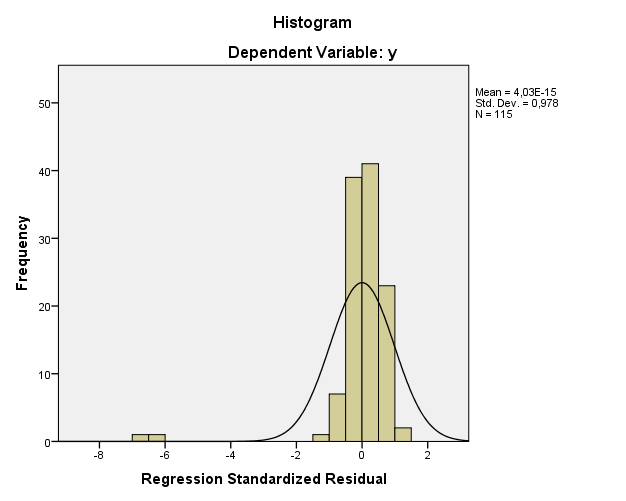 Histogram
Dependent Variable: y
Mean = 4,03E-15
Std. Dev. = 0,978
N = 115
Frequency
50
40
30
20
10
0
-8 -6 -4 -2 0 2
Regression Standardized Residual